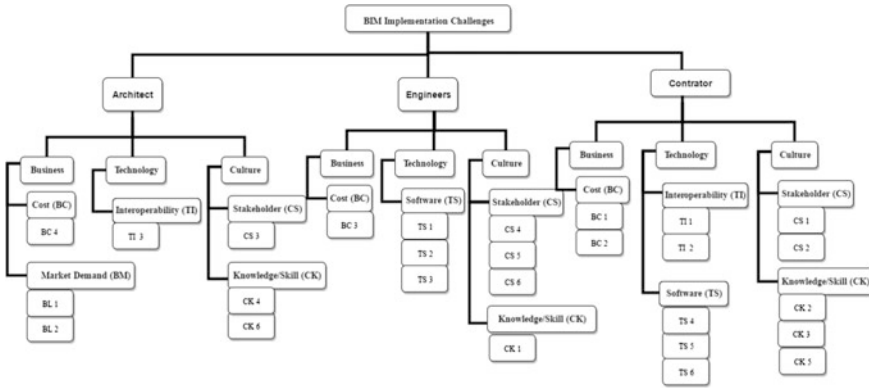 BIM Implementation Challenges
Architect
Engineers
Contrator
Business
Technology
Culture
Cost (BC)
BC 4
Market Demand (BM)
BL 1
BL 2
Interoperability (TI)
TI 3
Stakeholder (CS)
CS 3
Knowledge/Skill (CK)
CK 4
CK 6
Business
Technology
Culture
Cost (BC)
BC 3
Software (TS)
TS 1
TS 2
TS 3
Stakeholder (CS)
CS 4
CS 5
CS 6
Knowledge/Skill (CK)
CK 1
Business
Technology
Culture
Cost (BC)
BC 1
BC 2
Interoperability (TI)
TI 1
TI 2
Software (TS)
TS 4
TS 5
TS 6
Stakeholder (CS)
CS 1
CS 2
Knowledge/Skill (CK)
CK 2
CK 3
CK 5